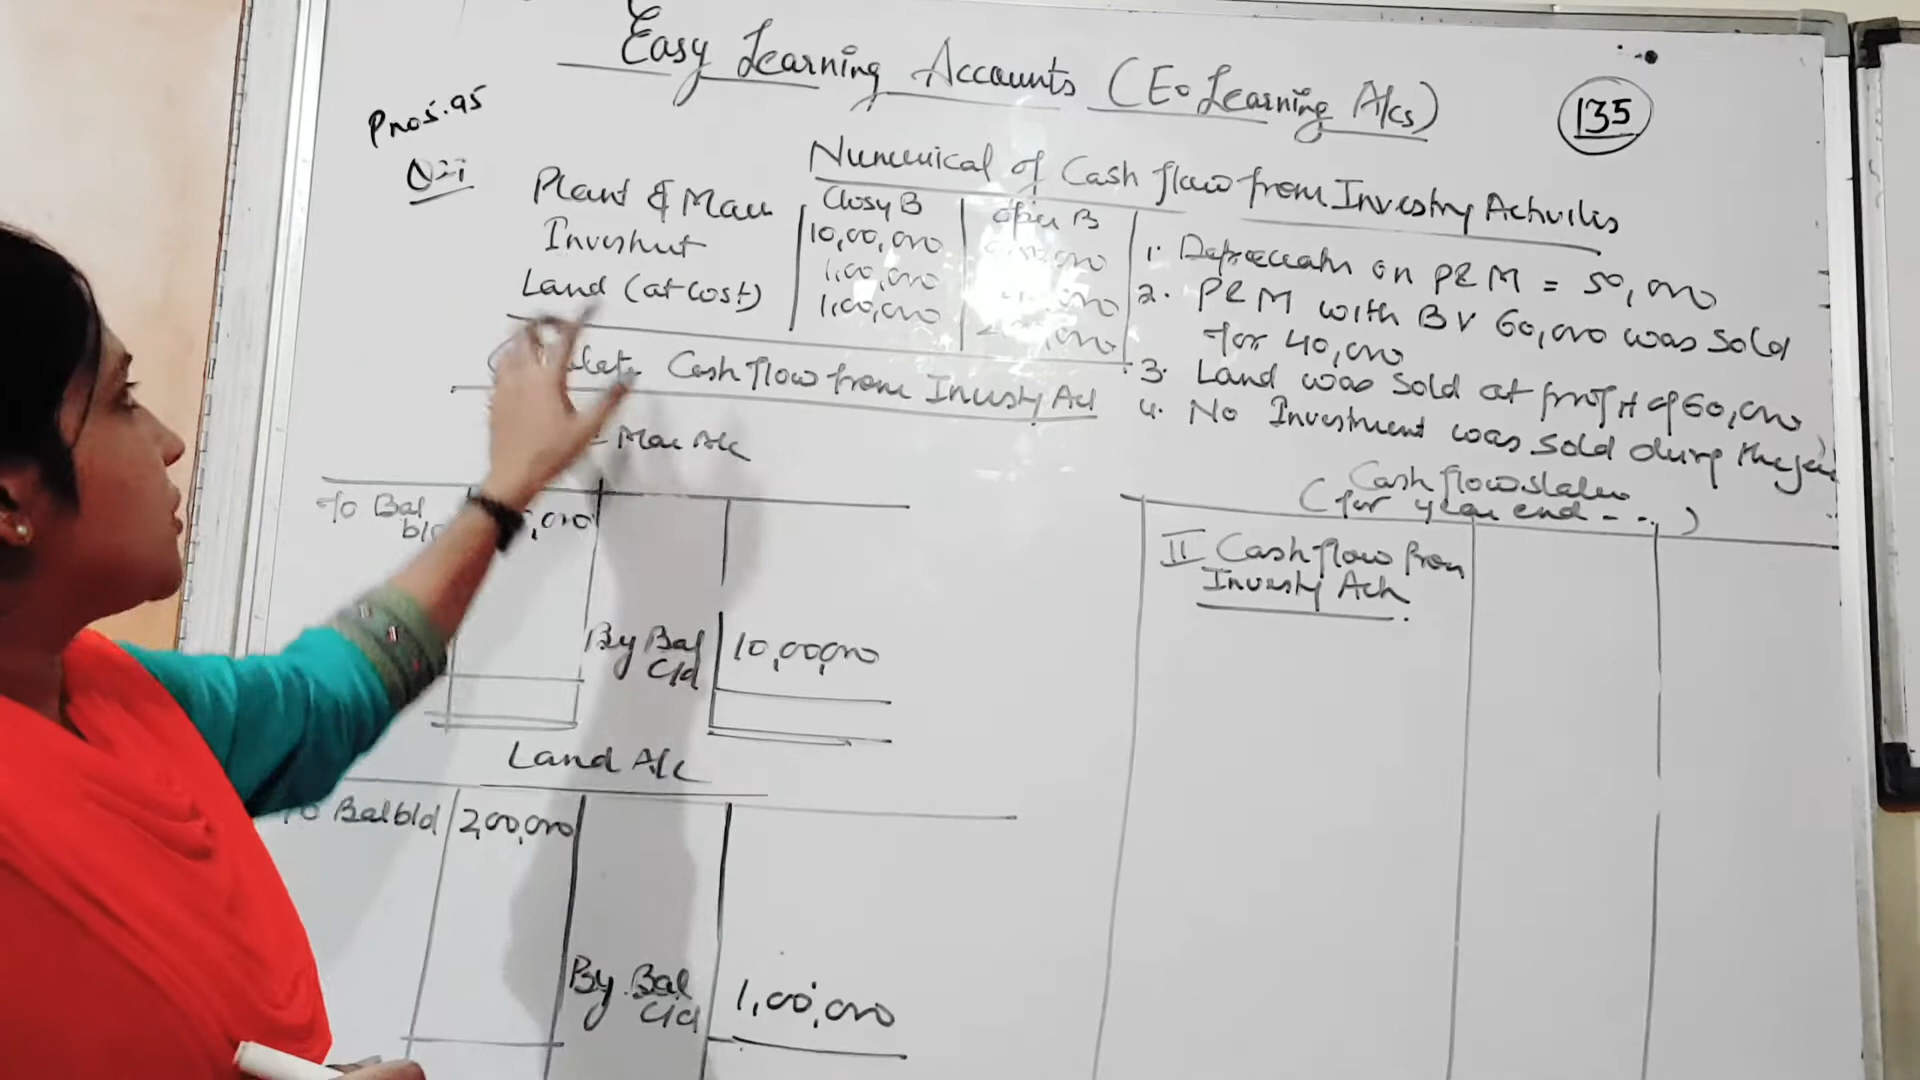 Easy Learning Accounts (E. Learning A/cs)
135
P no 5.95
Numerical of Cash flow from Investing Activities
Closing B
Open B
Plant & Mac 10,00,000
Investment 1,00,000
Land (at cost) 1,00,000
Cash flow from Investing Act
1. Depreciation on P&M = 50,000
2. P&M with BV 60,000 was sold
for 40,000
3. Land was sold at profit of 60,000
4. No Investment was sold during the year
Mac A/c
To Bal
b/d
By Bal 10,00,000
C/d
Land A/c
Bal b/d 2,00,000
By Bal 1,00,000
C/d
Cash flow state
(for year end - - . )
II Cash flow from
Investing Act